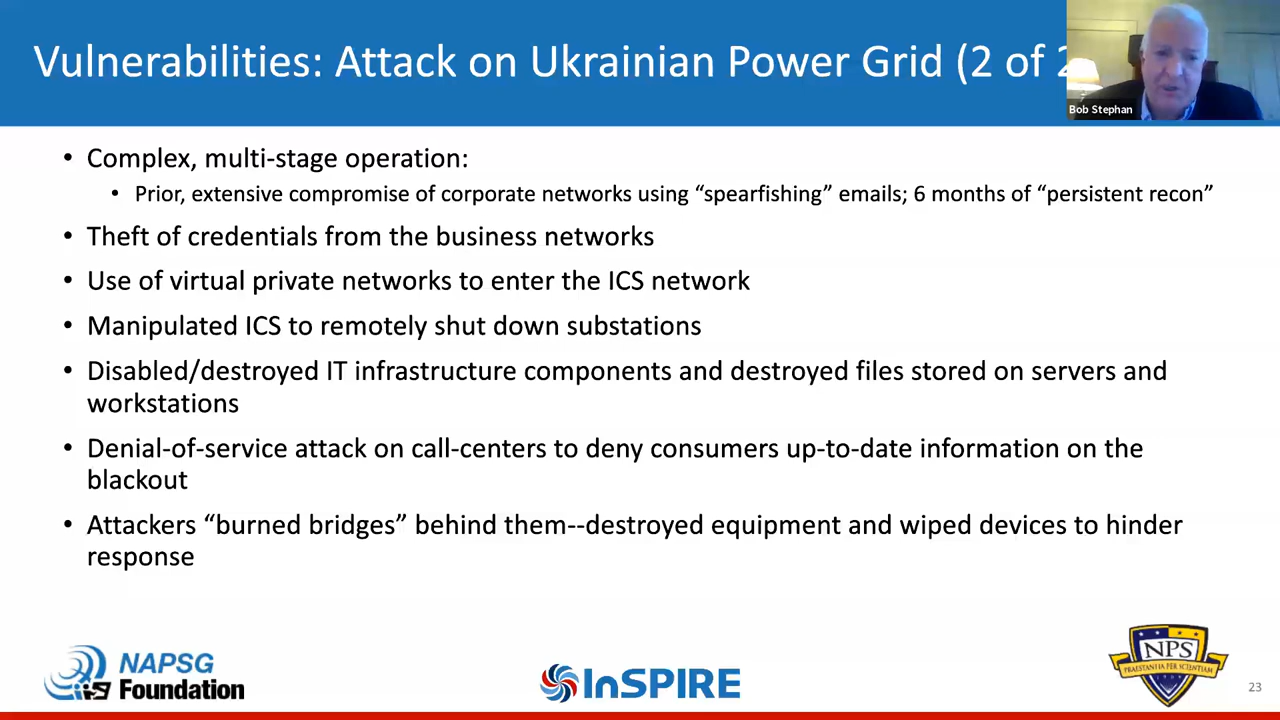 Vulnerabilities: Attack on Ukrainian Power Grid (2 of 2
Bob Stephan
• Complex, multi-stage operation:
• Prior, extensive compromise of corporate networks using “spearfishing” emails; 6 months of “persistent recon”
• Theft of credentials from the business networks
• Use of virtual private networks to enter the ICS network
• Manipulated ICS to remotely shut down substations
• Disabled/destroyed IT infrastructure components and destroyed files stored on servers and
workstations
• Denial-of-service attack on call-centers to deny consumers up-to-date information on the
blackout
• Attackers “burned bridges” behind them--destroyed equipment and wiped devices to hinder
response
NAPSG
Foundation
InSPIRE
NPS
PRAESTANTIA PER SCIENTIAM
23